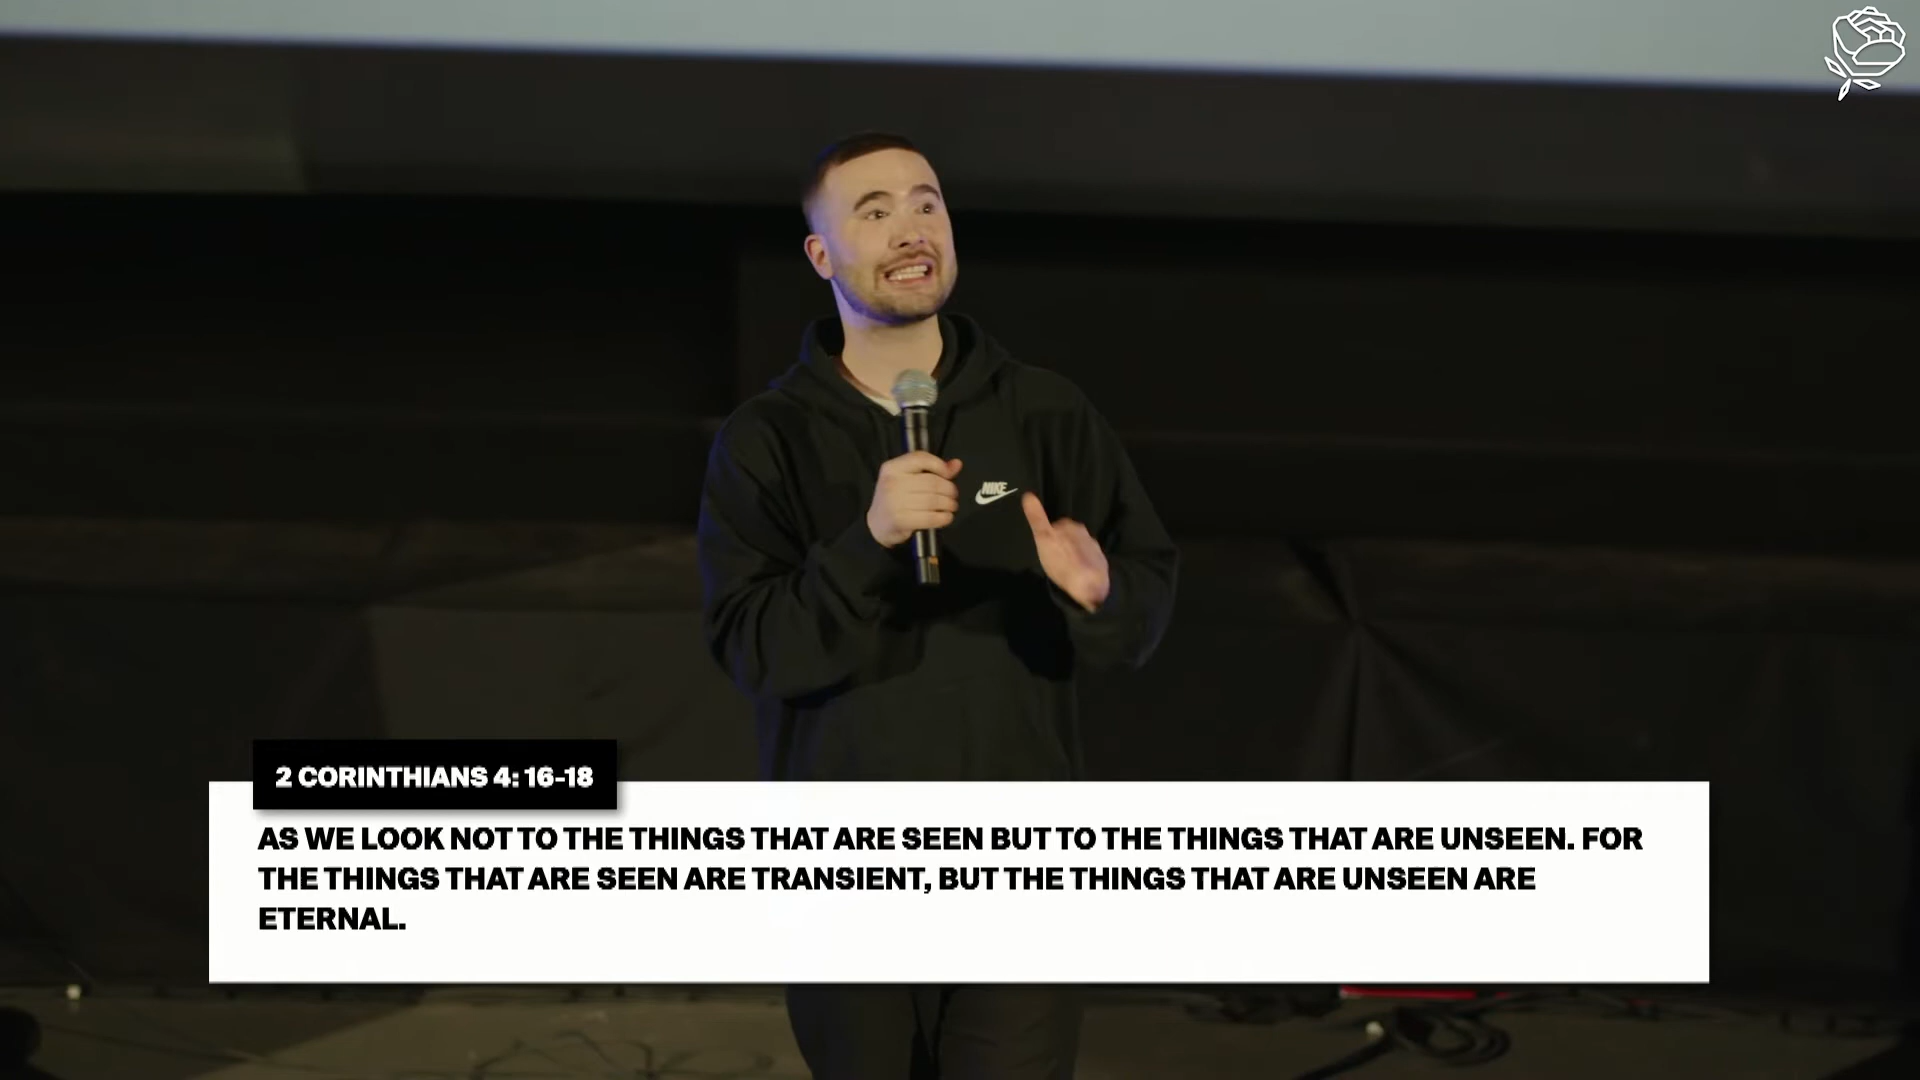 NIKE
2 CORINTHIANS 4: 16-18
AS WE LOOK NOT TO THE THINGS THAT ARE SEEN BUT TO THE THINGS THAT ARE UNSEEN. FOR
THE THINGS THAT ARE SEEN ARE TRANSIENT, BUT THE THINGS THAT ARE UNSEEN ARE
ETERNAL.